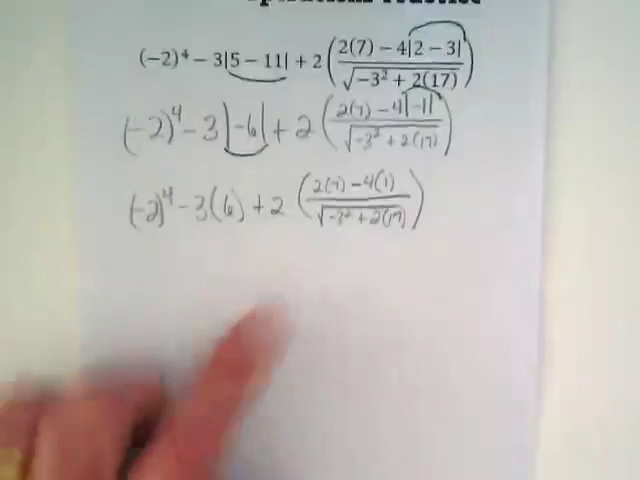 Operations Practice
(−2)⁴ − 3|5 − 11| + 2 ( (2(7) − 4|2 − 3|) / √(−3² + 2(17)) )
(-2)⁴ - 3|-6| + 2 ( (2(7) - 4|-1|) / √(-3² + 2(17)) )
(-2)⁴ - 3(6) + 2 ( (2(7) - 4(1)) / √(-3² + 2(17)) )